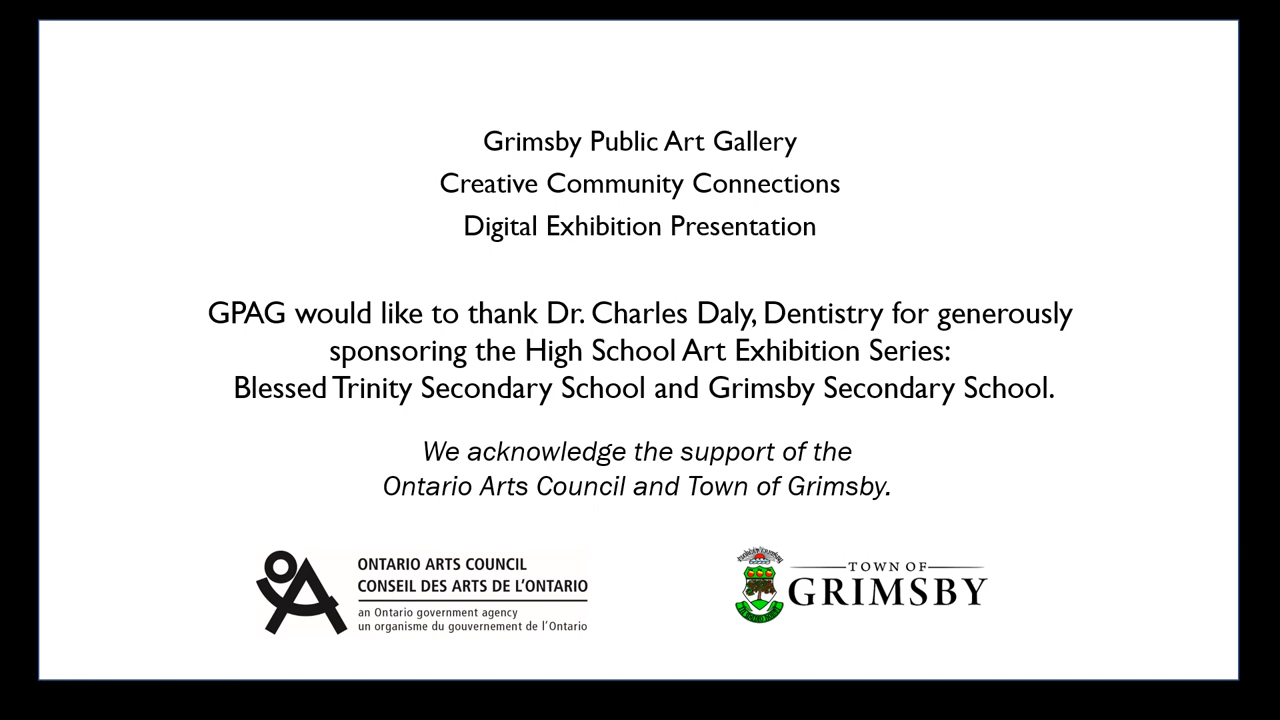 Grimsby Public Art Gallery
Creative Community Connections
Digital Exhibition Presentation
GPAG would like to thank Dr. Charles Daly, Dentistry for generously
sponsoring the High School Art Exhibition Series:
Blessed Trinity Secondary School and Grimsby Secondary School.
We acknowledge the support of the
Ontario Arts Council and Town of Grimsby.
ONTARIO ARTS COUNCIL
CONSEIL DES ARTS DE L'ONTARIO
an Ontario government agency
un organisme du gouvernement de l'Ontario
TOWN OF
GRIMSBY